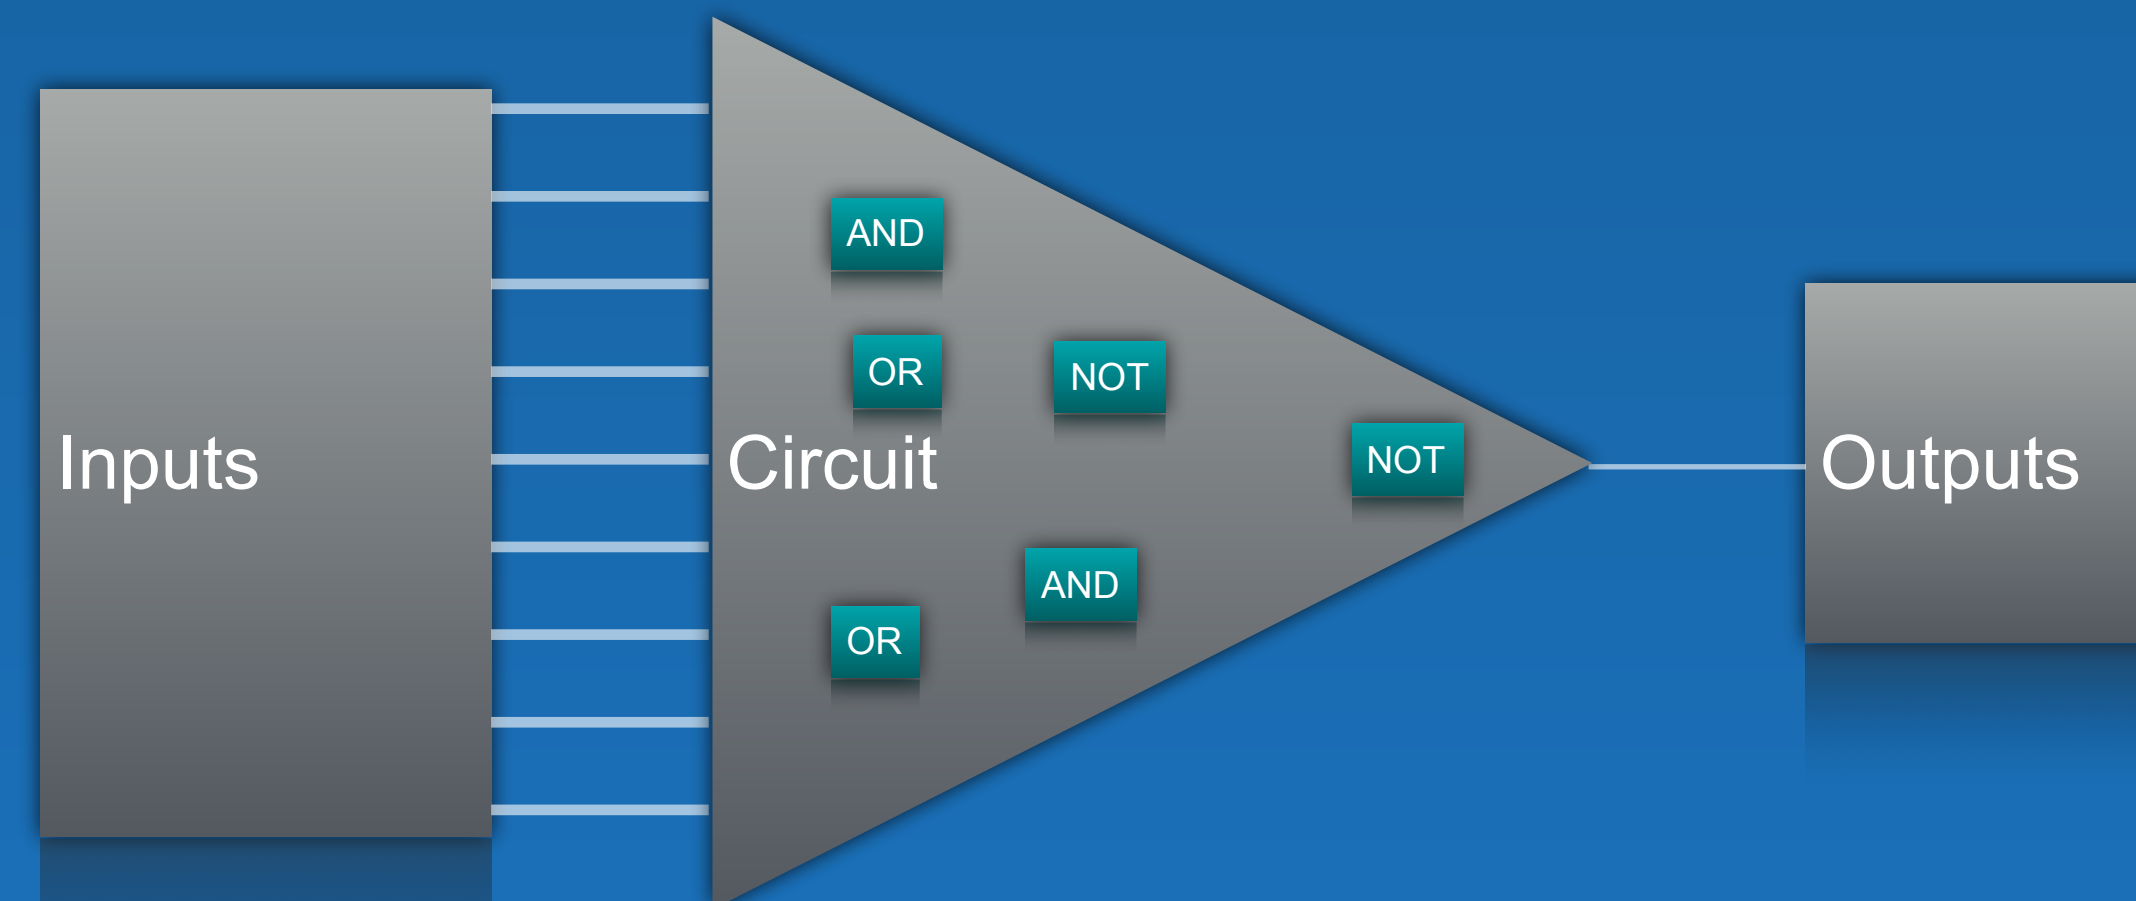 Inputs
AND
OR
NOT
Circuit
NOT
AND
OR
Outputs